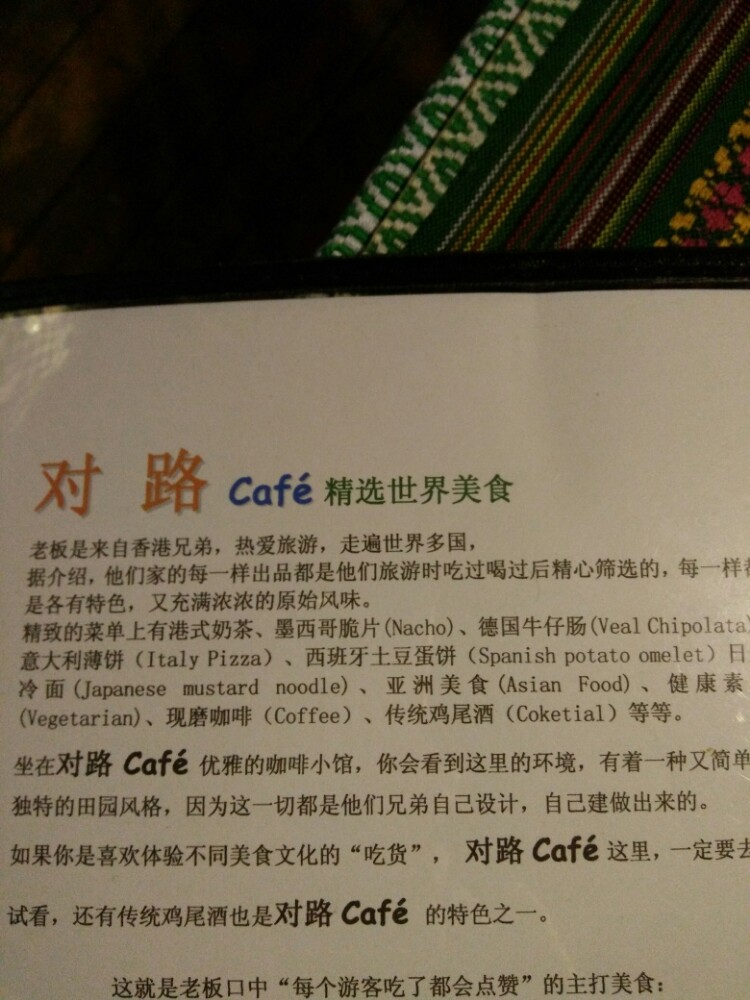 对 路 Café 精选世界美食
老板是来自香港兄弟，热爱旅游，走遍世界多国，
据介绍，他们家的每一样出品都是他们旅游时吃过喝过后精心筛选的，每一样都
是各有特色，又充满浓浓的原始风味。
精致的菜单上有港式奶茶、墨西哥脆片(Nacho)、德国牛仔肠(Veal Chipolata)
意大利薄饼（Italy Pizza）、西班牙土豆蛋饼（Spanish potato omelet）日
冷面(Japanese mustard noodle)、亚洲美食(Asian Food)、健康素
(Vegetarian)、现磨咖啡（Coffee）、传统鸡尾酒（Coketial）等等。
坐在对路 Café 优雅的咖啡小馆，你会看到这里的环境，有着一种又简单
独特的田园风格，因为这一切都是他们兄弟自己设计，自己建做出来的。
如果你是喜欢体验不同美食文化的“吃货”， 对路 Café 这里，一定要去
试看，还有传统鸡尾酒也是对路 Café 的特色之一。
这就是老板口中“每个游客吃了都会点赞”的主打美食：